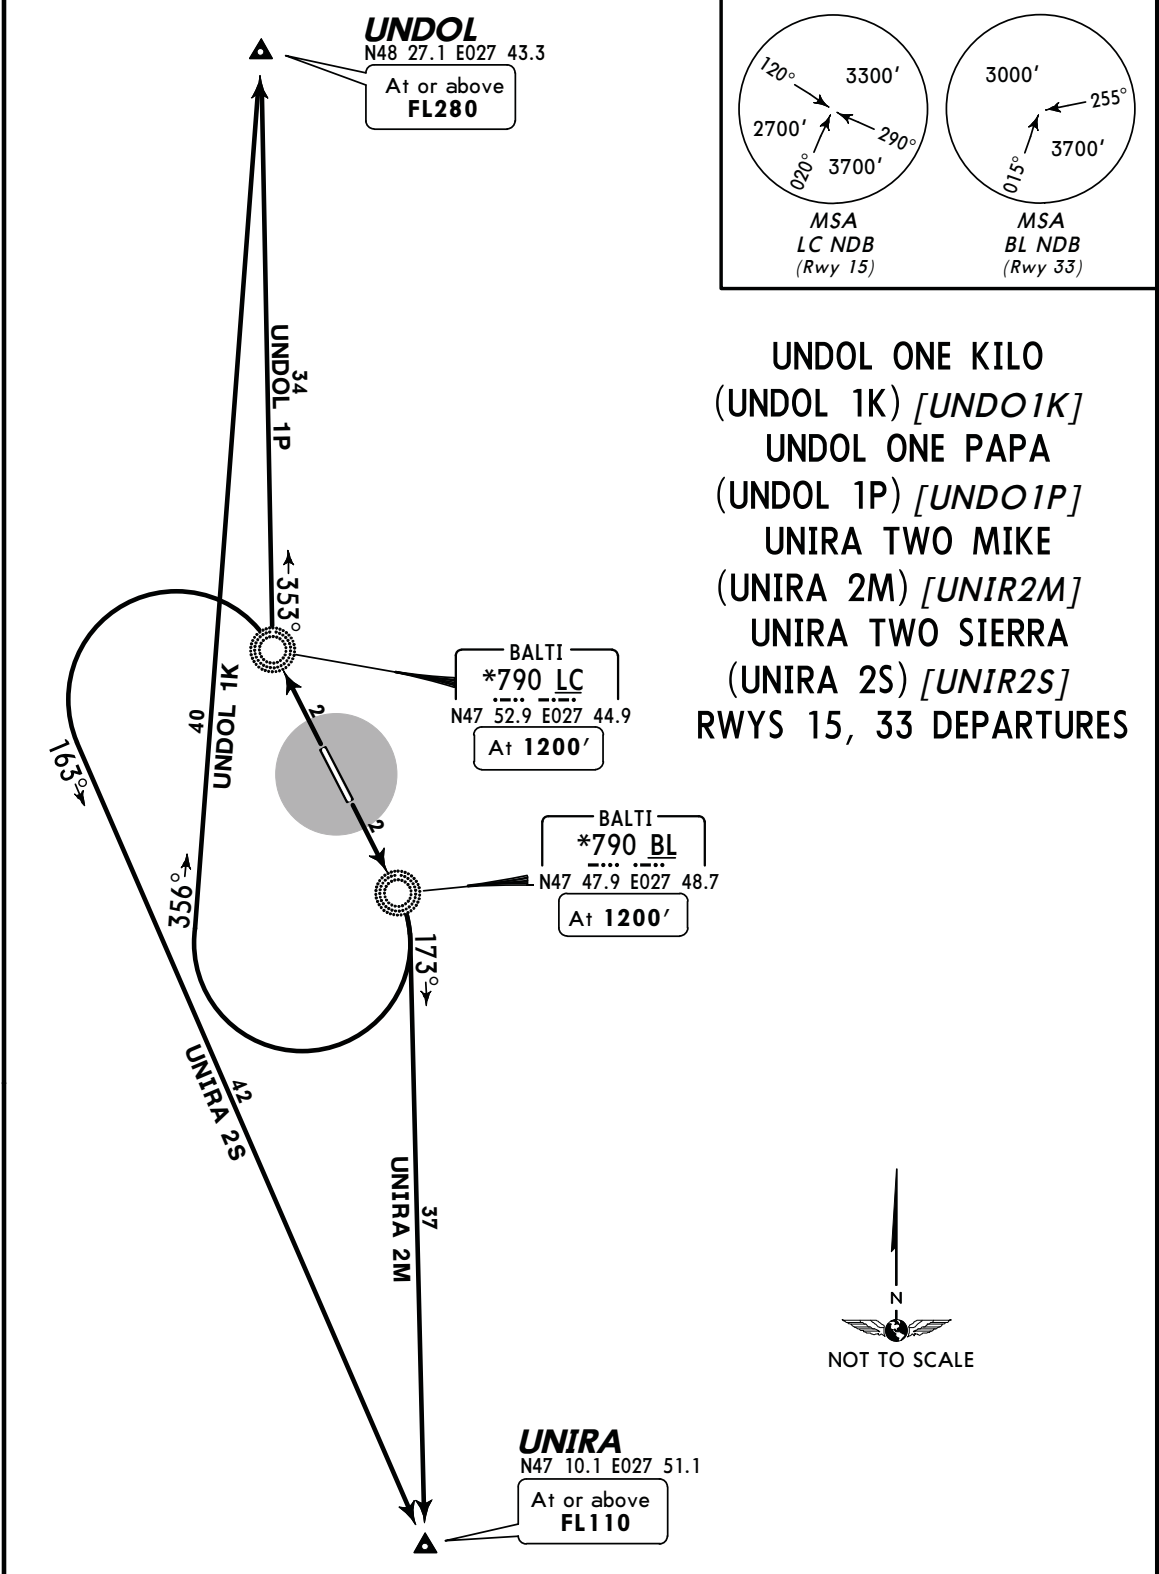 UNDOL
N48 27.1 E027 43.3
At or above
FL280
120°
3300'
2700'
290°
020°
3700'
MSA
LC NDB
(Rwy 15)
3000'
255°
015°
3700'
MSA
BL NDB
(Rwy 33)
UNDOL ONE KILO
(UNDOL 1K) [UNDO1K]
UNDOL ONE PAPA
(UNDOL 1P) [UNDO1P]
UNIRA TWO MIKE
(UNIRA 2M) [UNIR2M]
UNIRA TWO SIERRA
(UNIRA 2S) [UNIR2S]
RWYS 15, 33 DEPARTURES
34
UNDOL 1P
←353°
BALTI
*790 LC
N47 52.9 E027 44.9
At 1200'
40
UNDOL 1K
2
163°→
2
BALTI
*790 BL
N47 47.9 E027 48.7
At 1200'
356°→
173°→
42
UNIRA 2S
37
UNIRA 2M
N
NOT TO SCALE
UNIRA
N47 10.1 E027 51.1
At or above
FL110